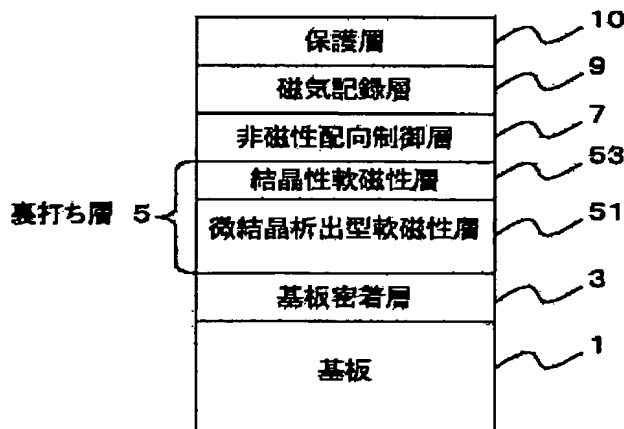 保護層 10
磁気記録層 9
非磁性配向制御層 7
結晶性軟磁性層 53
裏打ち層 5
微結晶析出型軟磁性層 51
基板密着層 3
基板 1